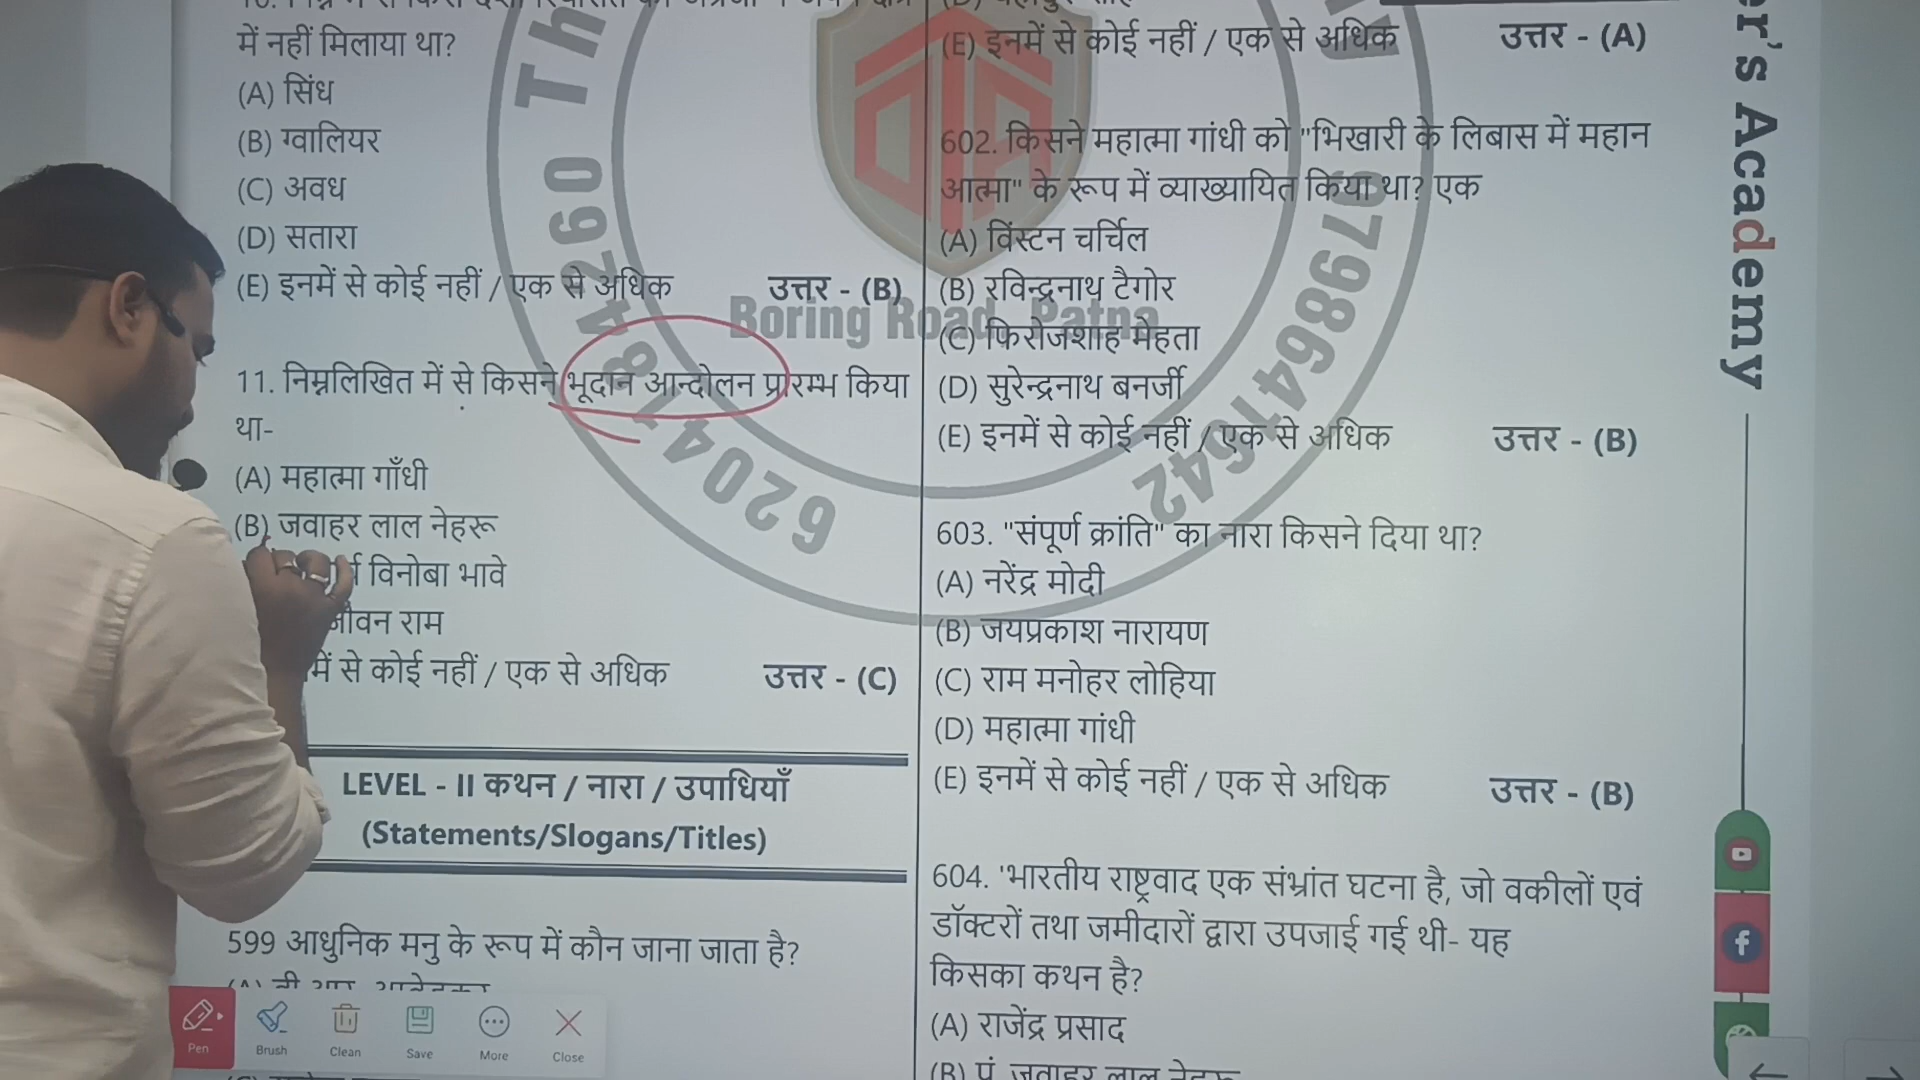 में नहीं मिलाया था?
(A) सिंध
(B) ग्वालियर
(C) अवध
(D) सतारा
(E) इनमें से कोई नहीं / एक से अधिक उत्तर - (B)
11. निम्नलिखित में से किसने भूदान आन्दोलन प्रारम्भ किया
था-
(A) महात्मा गाँधी
(B) जवाहर लाल नेहरू
विनोबा भावे
राम
में से कोई नहीं / एक से अधिक उत्तर - (C)
LEVEL - II कथन / नारा / उपाधियाँ
(Statements/Slogans/Titles)
599 आधुनिक मनु के रूप में कौन जाना जाता है?
(E) इनमें से कोई नहीं / एक से अधिक उत्तर - (A)
602. किसने महात्मा गांधी को "भिखारी के लिबास में महान
आत्मा" के रूप में व्याख्यायित किया था? एक
(A) विंस्टन चर्चिल
(B) रविन्द्रनाथ टैगोर
(C) फिरोजशाह मेहता
(D) सुरेन्द्रनाथ बनर्जी
(E) इनमें से कोई नहीं / एक से अधिक उत्तर - (B)
603. "संपूर्ण क्रांति" का नारा किसने दिया था?
(A) नरेंद्र मोदी
(B) जयप्रकाश नारायण
(C) राम मनोहर लोहिया
(D) महात्मा गांधी
(E) इनमें से कोई नहीं / एक से अधिक उत्तर - (B)
604. 'भारतीय राष्ट्रवाद एक संभ्रांत घटना है, जो वकीलों एवं
डॉक्टरों तथा जमीदारों द्वारा उपजाई गई थी- यह
किसका कथन है?
(A) राजेंद्र प्रसाद
(B) पं. जवाहर लाल नेहरू
Boring Road, Patna
9798641642
Academy
Pen
Brush
Clean
Save
More
Close